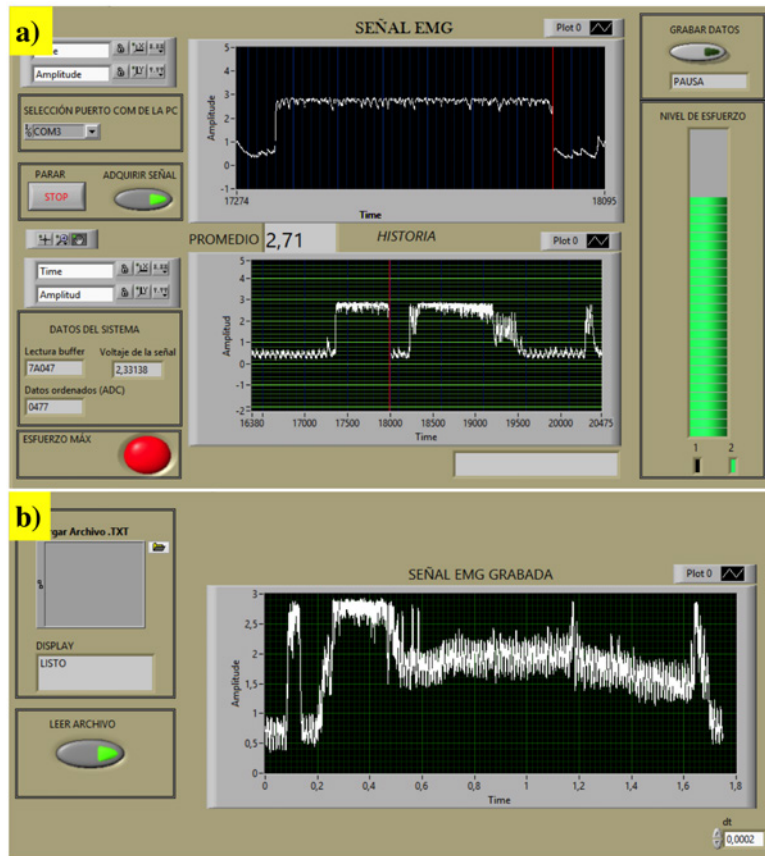 a)
SEÑAL EMG
Plot 0
Amplitude
5
4
3
2
1
0
-1
17274
18095
Time
Amplitude
SELECCIÓN PUERTO COM DE LA PC
COM3
PARAR
ADQUIRIR SEÑAL
STOP
GRABAR DATOS
PAUSA
NIVEL DE ESFUERZO
1
2
PROMEDIO 2,71
HISTORIA
Plot 0
Time
Amplitud
Amplitud
5
4
3
2
1
0
-1
-2
16380 17000 17500 18000 18500 19000 19500 20000 20475
Time
DATOS DEL SISTEMA
Lectura buffer
Voltaje de la señal
7A047
2,33138
Datos ordenados (ADC)
0477
ESFUERZO MÁX
b)
rgar Archivo .TXT
DISPLAY
LISTO
LEER ARCHIVO
SEÑAL EMG GRABADA
Plot 0
Amplitude
3
2,5
2
1,5
1
0,5
0
0 0,2 0,4 0,6 0,8 1 1,2 1,4 1,6 1,8
Time
dt
0,0002